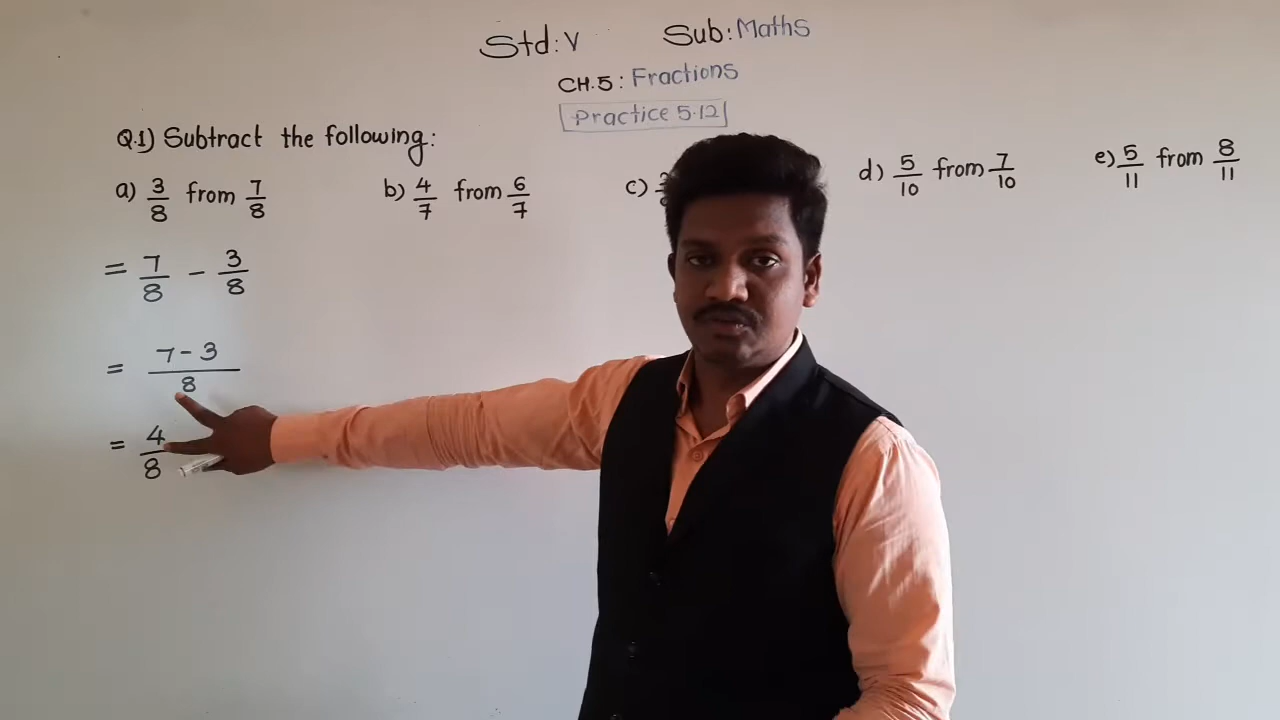 Std: V Sub: Maths
CH.5: Fractions
Practice 5.12
Q.1) Subtract the following:
a) 3/8 from 7/8 b) 4/7 from 6/7 c) d) 5/10 from 7/10 e) 5/11 from 8/11
= 7/8 - 3/8
= 7-3/8
= 4/8